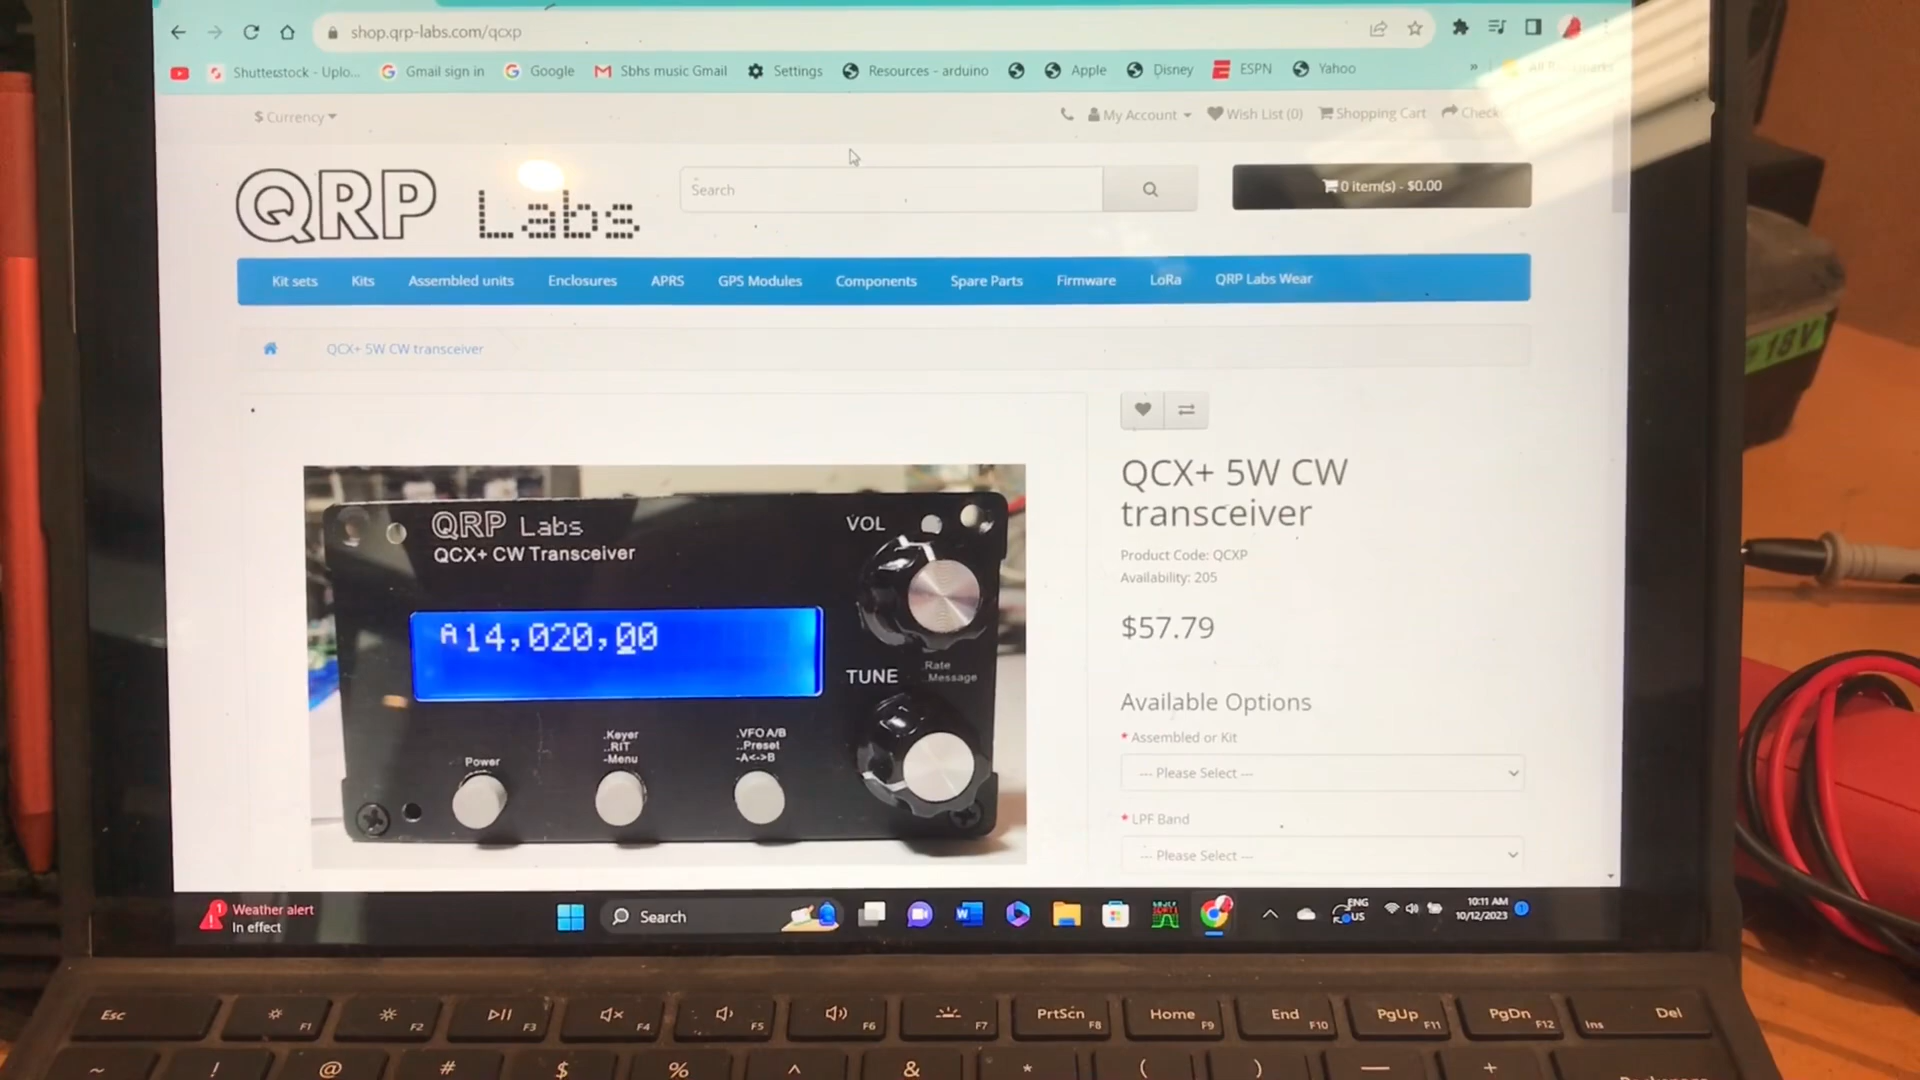 shop.qrp-labs.com/qcxp
Shutterstock - Uplo... Gmail sign in Google Sbhs music Gmail Settings Resources - arduino Apple Disney ESPN Yahoo »
$ Currency My Account Wish List (0) Shopping Cart Check
QRP Labs
Search
0 item(s) - $0.00
Kit sets Kits Assembled units Enclosures APRS GPS Modules Components Spare Parts Firmware LoRa QRP Labs Wear
QCX+ 5W CW transceiver
QRP Labs
QCX+ CW Transceiver
VOL
A14,020,00
.Rate
..Message
TUNE
Power
.Keyer
..RIT
-Menu
.VFO A/B
..Preset
-A<->B
QCX+ 5W CW
transceiver
Product Code: QCXP
Availability: 205
$57.79
Available Options
* Assembled or Kit
--- Please Select ---
* LPF Band
--- Please Select ---
18V
Weather alert
In effect
Search
ENG
US
10:11 AM
10/12/2023
Esc F1 F2 F3 F4 F5 F6 F7 PrtScn F8 Home F9 End F10 PgUp F11 PgDn F12 Ins Del
~ ! @ # $ % ^ & * ( ) — +